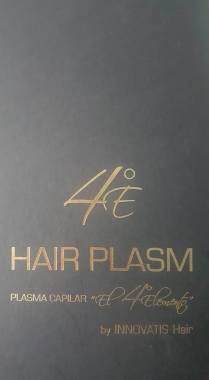 4°E
HAIR PLASM
PLASMA CAPILAR "El 4° Elemento"
by INNOVATIS Hair